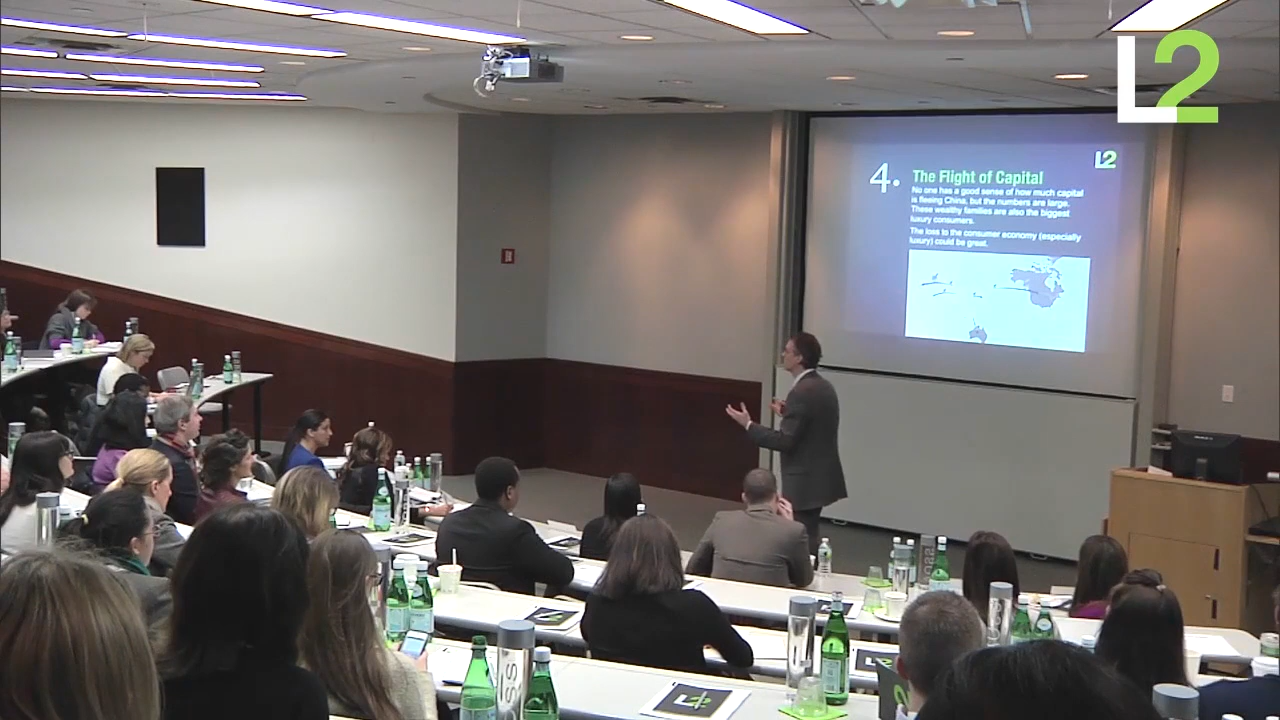 L2
L2
4. The Flight of Capital
No one has a good sense of how much capital
is fleeing China, but the numbers are large.
These wealthy families are also the biggest
luxury consumers.
The loss to the consumer economy (especially
luxury) could be great.